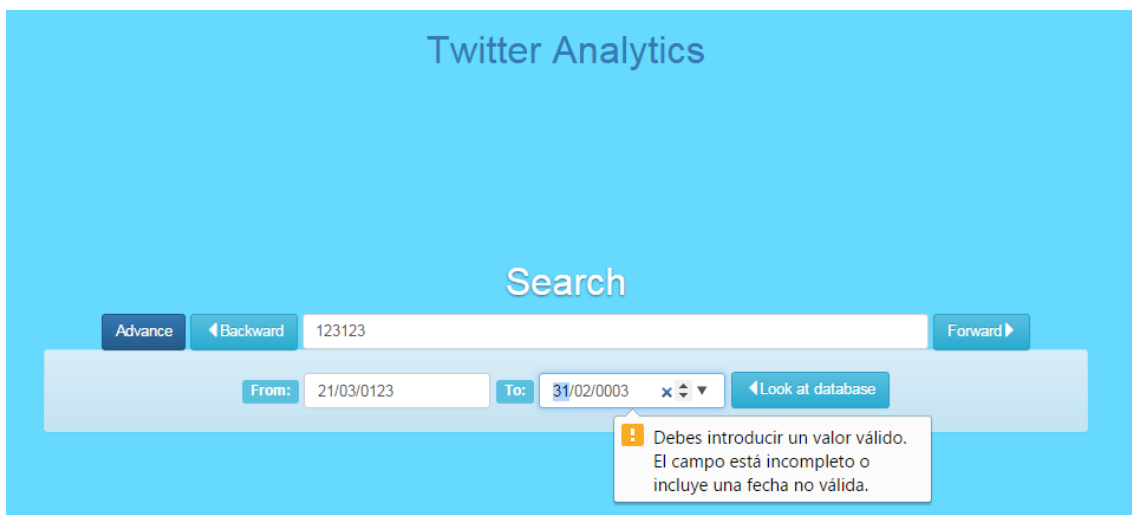 Twitter Analytics
Search
Advance Backward 123123 Forward
From: 21/03/0123 To: 31/02/0003 Look at database
Debes introducir un valor válido.
El campo está incompleto o
incluye una fecha no válida.